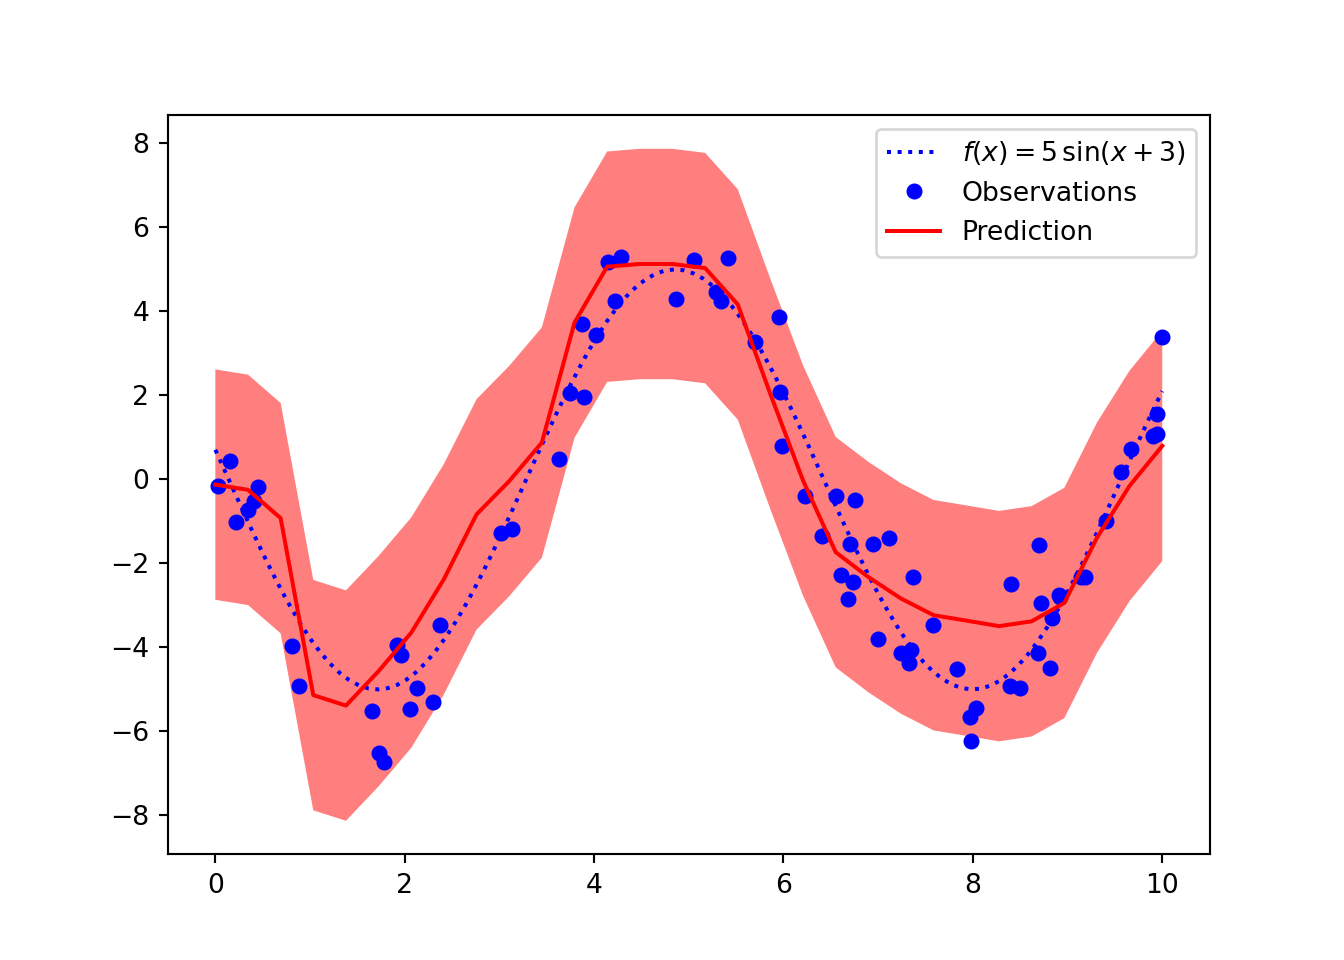 f(x) = 5 sin(x + 3)
Observations
Prediction
8
6
4
2
0
−2
−4
−6
−8
0 2 4 6 8 10